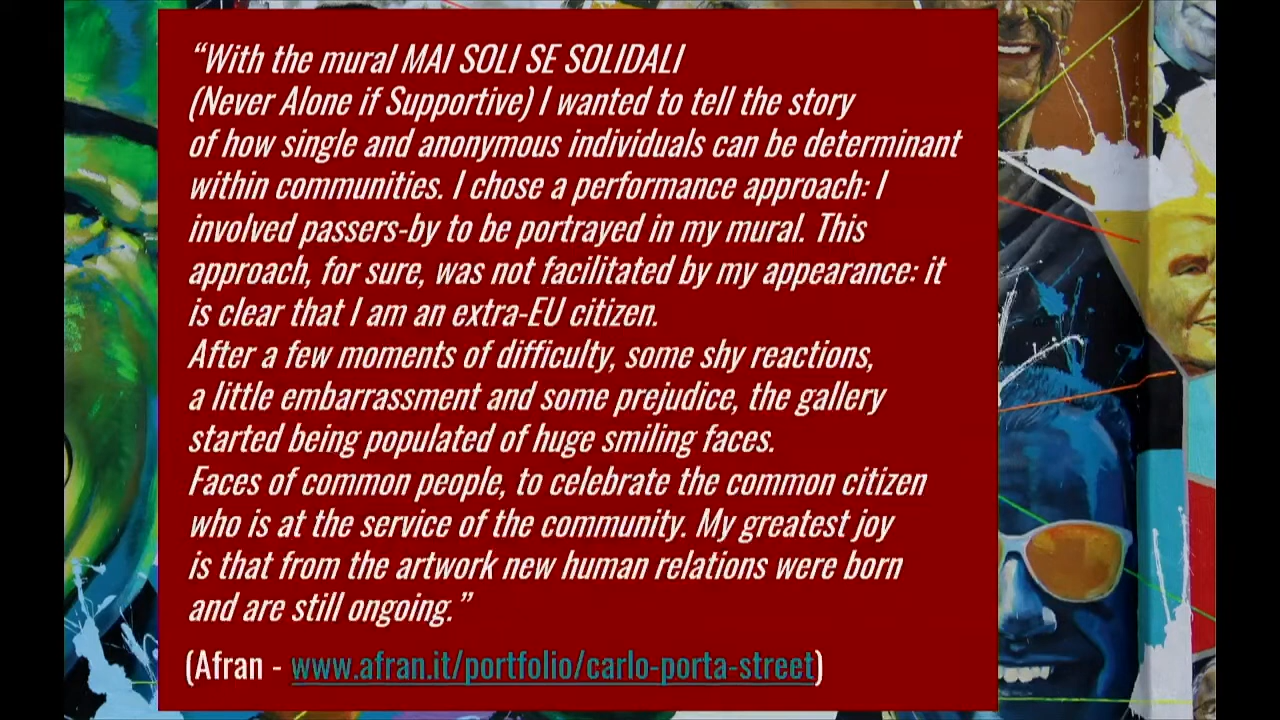 “With the mural MAI SOLI SE SOLIDALI
(Never Alone if Supportive) I wanted to tell the story
of how single and anonymous individuals can be determinant
within communities. I chose a performance approach: I
involved passers-by to be portrayed in my mural. This
approach, for sure, was not facilitated by my appearance: it
is clear that I am an extra-EU citizen.
After a few moments of difficulty, some shy reactions,
a little embarrassment and some prejudice, the gallery
started being populated of huge smiling faces.
Faces of common people, to celebrate the common citizen
who is at the service of the community. My greatest joy
is that from the artwork new human relations were born
and are still ongoing.”
(Afran - www.afran.it/portfolio/carlo-porta-street)